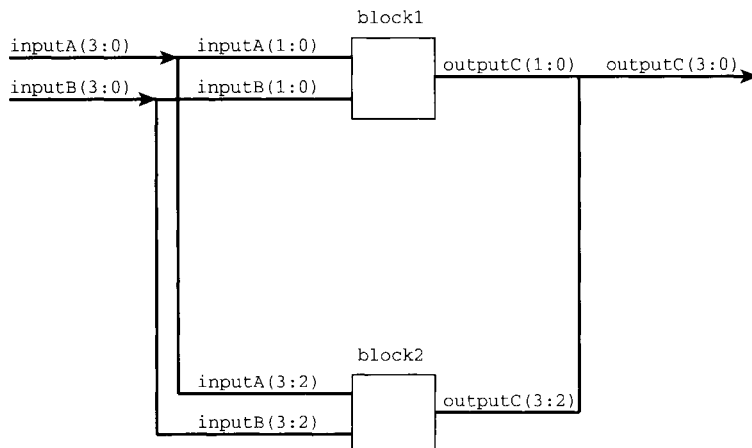 block1
inputA(3:0)
inputA(1:0)
outputC(1:0)
outputC(3:0)
inputB(3:0)
inputB(1:0)
block2
inputA(3:2)
outputC(3:2)
inputB(3:2)